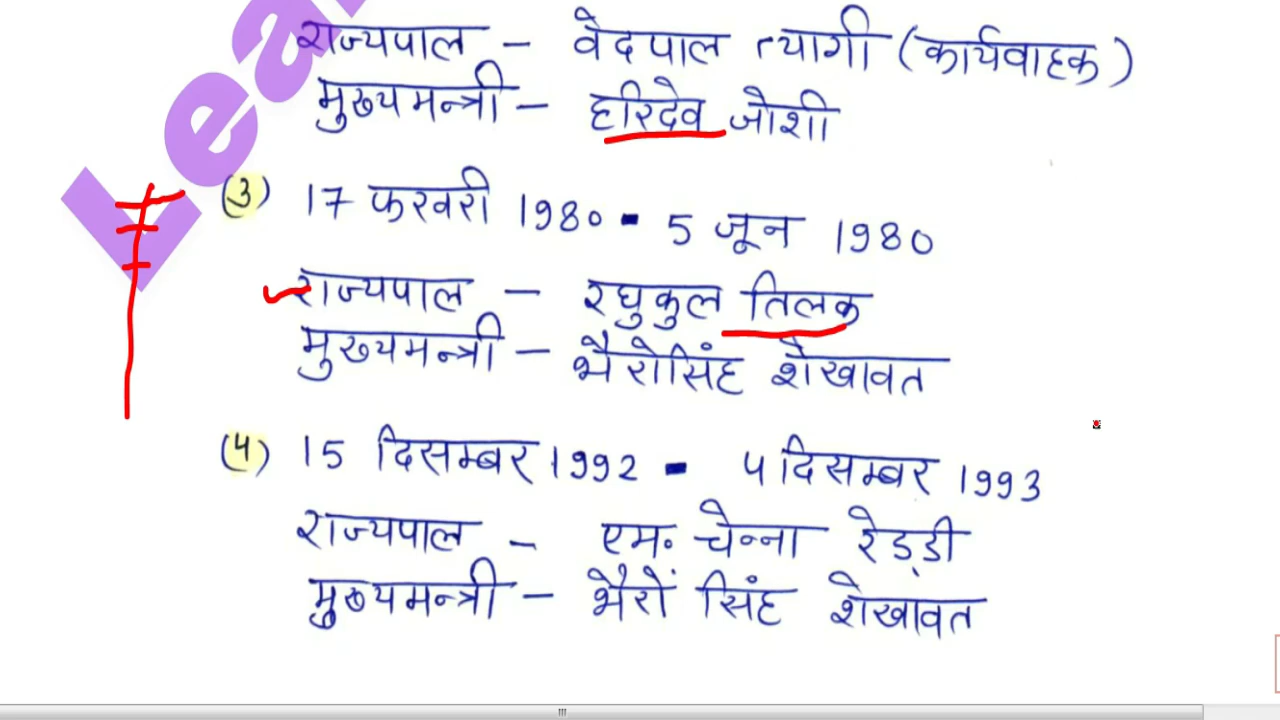 राज्यपाल - वेदपाल त्यागी (कार्यवाहक)
मुख्यमन्त्री - हरिदेव जोशी
Lea
(3) 17 फरवरी 1980 - 5 जून 1980
राज्यपाल - रघुकुल तिलक
मुख्यमन्त्री - भैरोसिंह शेखावत
(4) 15 दिसम्बर 1992 - 4 दिसम्बर 1993
राज्यपाल - एम. चेन्ना रेड्डी
मुख्यमन्त्री - भैरों सिंह शेखावत